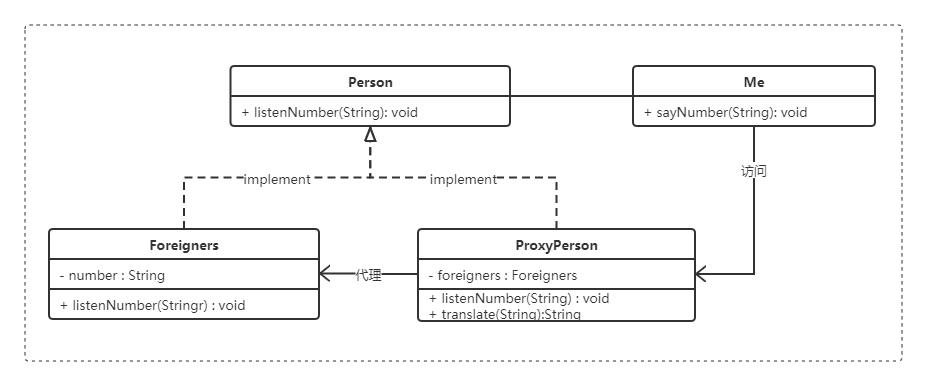 Person
+ listenNumber(String): void
Me
+ sayNumber(String): void
访问
implement
implement
Foreigners
- number : String
+ listenNumber(Stringr) : void
代理
ProxyPerson
- foreigners : Foreigners
+ listenNumber(String) : void
+ translate(String):String